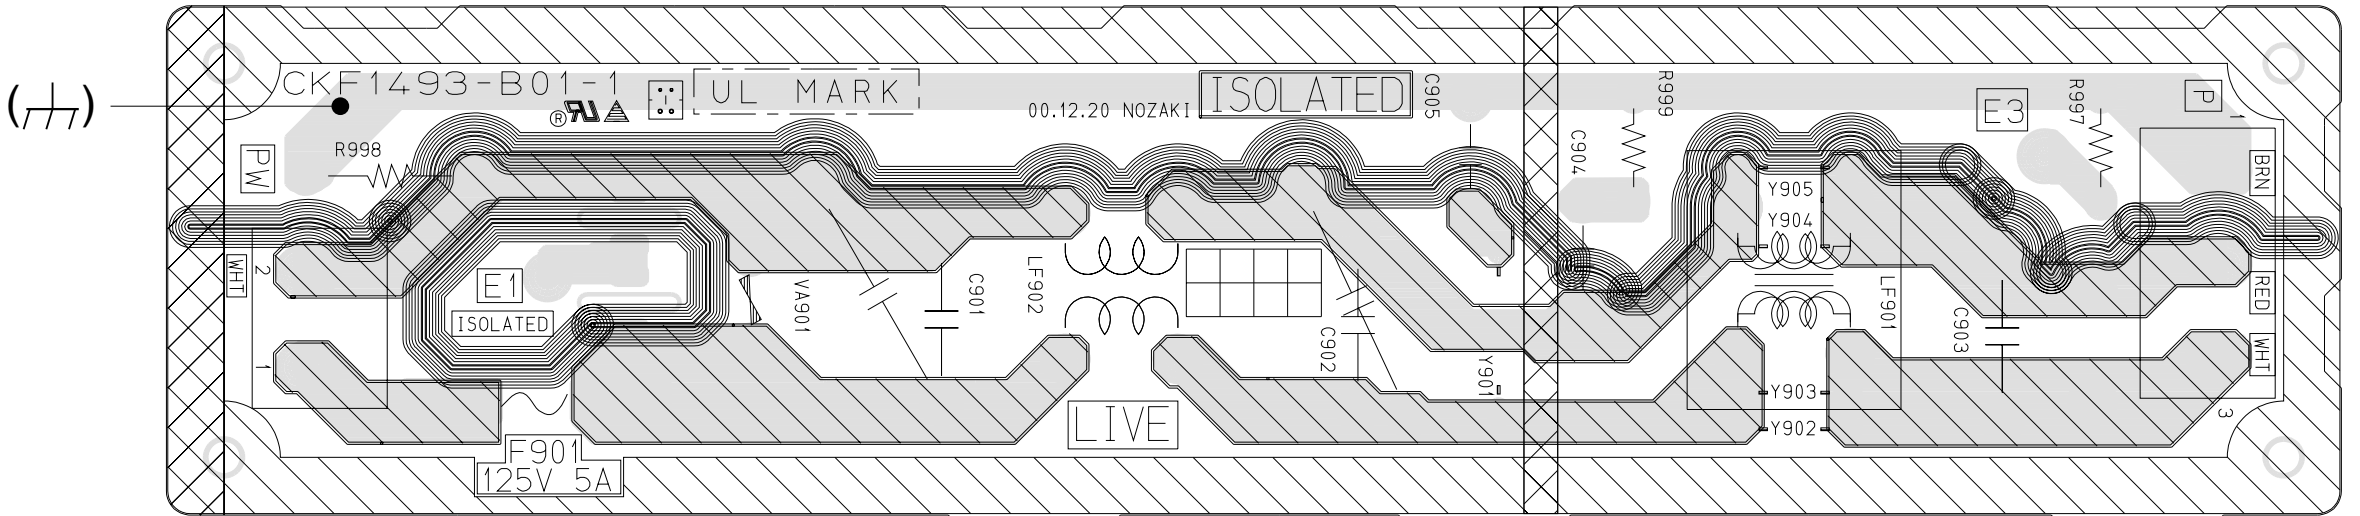 CKF1493-B01-1
UL MARK
00.12.20 NOZAKI
ISOLATED
C905
R999
C904
E3
R997
P
1
BRN
( )
®
PW
R998
Y905
Y904
WHT
2
E1
ISOLATED
VA901
C901
LF902
C902
Y901
LF901
C903
RED
WHT
1
Y903
Y902
3
LIVE
F901
125V 5A